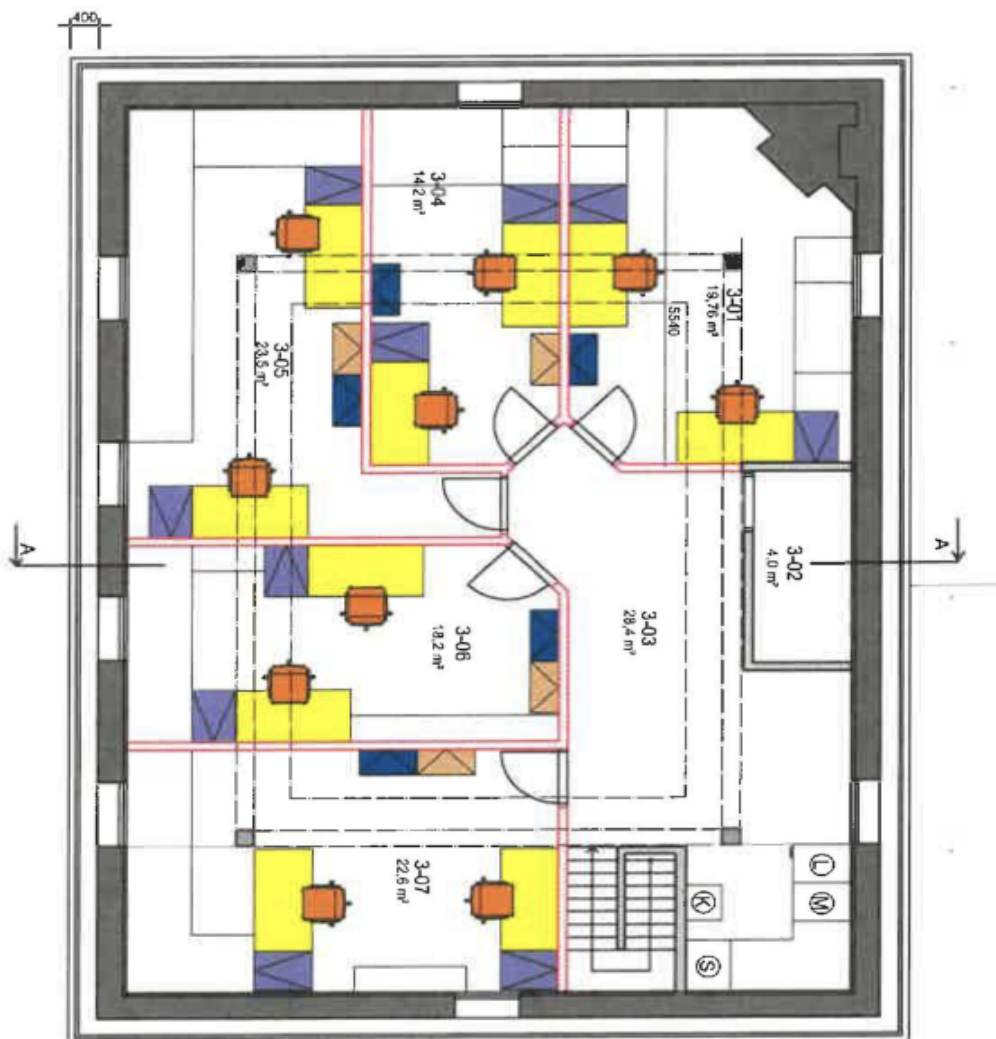 400
3-04
14,2 m²
3-01
19,76 m²
5540
3-05
23,5 m²
A
A
3-02
4,0 m²
3-03
28,4 m²
3-06
18,2 m²
3-07
22,6 m²
L
M
K
S